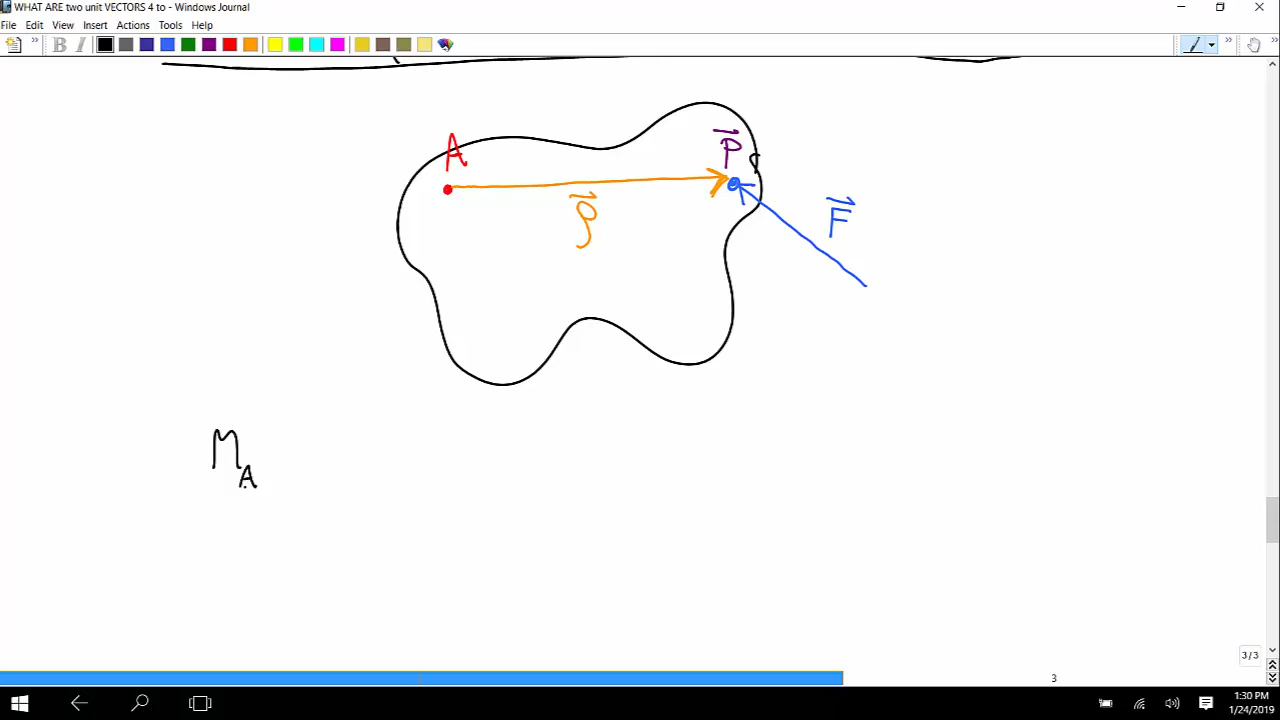 WHAT ARE two unit VECTORS 4 to - Windows Journal
File Edit View Insert Actions Tools Help
B I
A
P
ρ
F
M_A
3/3
3
1:30 PM
1/24/2019